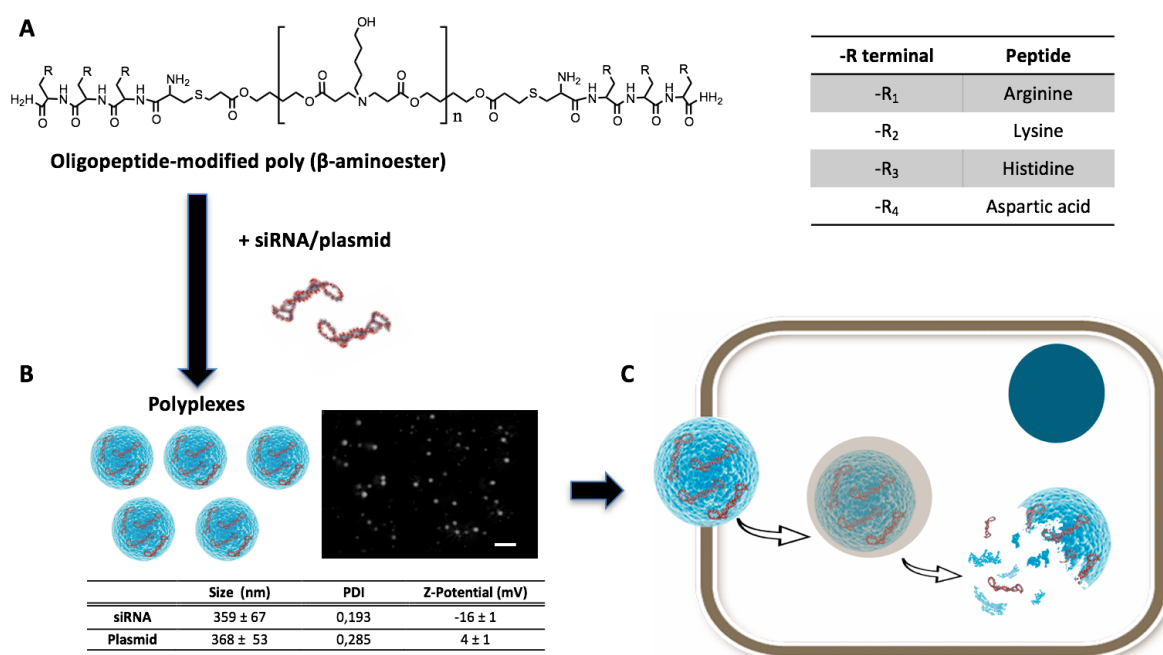 A
OH
R R R NH₂ NH₂ R R R
H₂H H N H N H N S O O O N O O O S H N H N H N HH₂
O O O O O O O O O O
n
Oligopeptide-modified poly (β-aminoester)
-R terminal Peptide
-R₁ Arginine
-R₂ Lysine
-R₃ Histidine
-R₄ Aspartic acid
+ siRNA/plasmid
B
Polyplexes
Size (nm) PDI Z-Potential (mV)
siRNA 359 ± 67 0,193 -16 ± 1
Plasmid 368 ± 53 0,285 4 ± 1
C